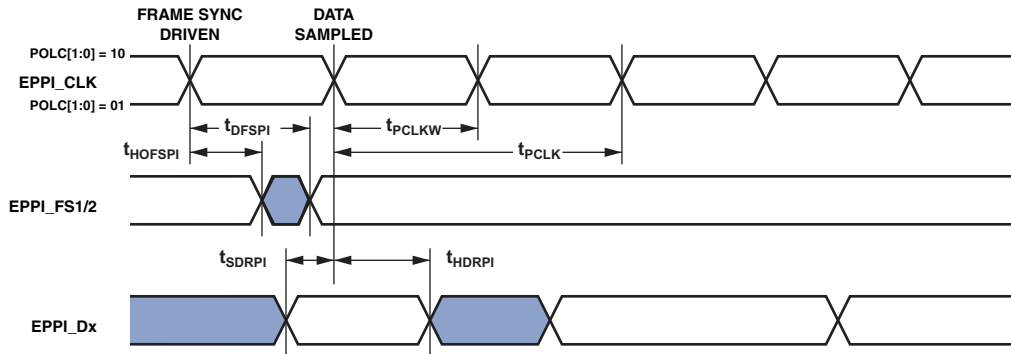 FRAME SYNC
DRIVEN
DATA
SAMPLED
POLC[1:0] = 10
EPPI_CLK
POLC[1:0] = 01
tDFSPI
tPCLKW
tHOFSPI
tPCLK
EPPI_FS1/2
tSDRPI
tHDRPI
EPPI_Dx